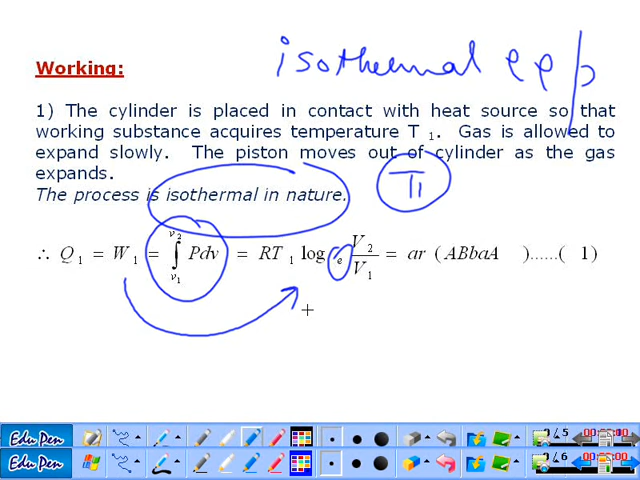 isothermal
Working:
1) The cylinder is placed in contact with heat source so that
working substance acquires temperature T 1. Gas is allowed to
expand slowly. The piston moves out of cylinder as the gas
expands.
T1
The process is isothermal in nature.
∴ Q 1 = W 1 = ∫ v1 v2 Pdv = RT 1 log e V 2 / V 1 = ar ( ABbaA )......( 1)
Edu Pen
Edu Pen